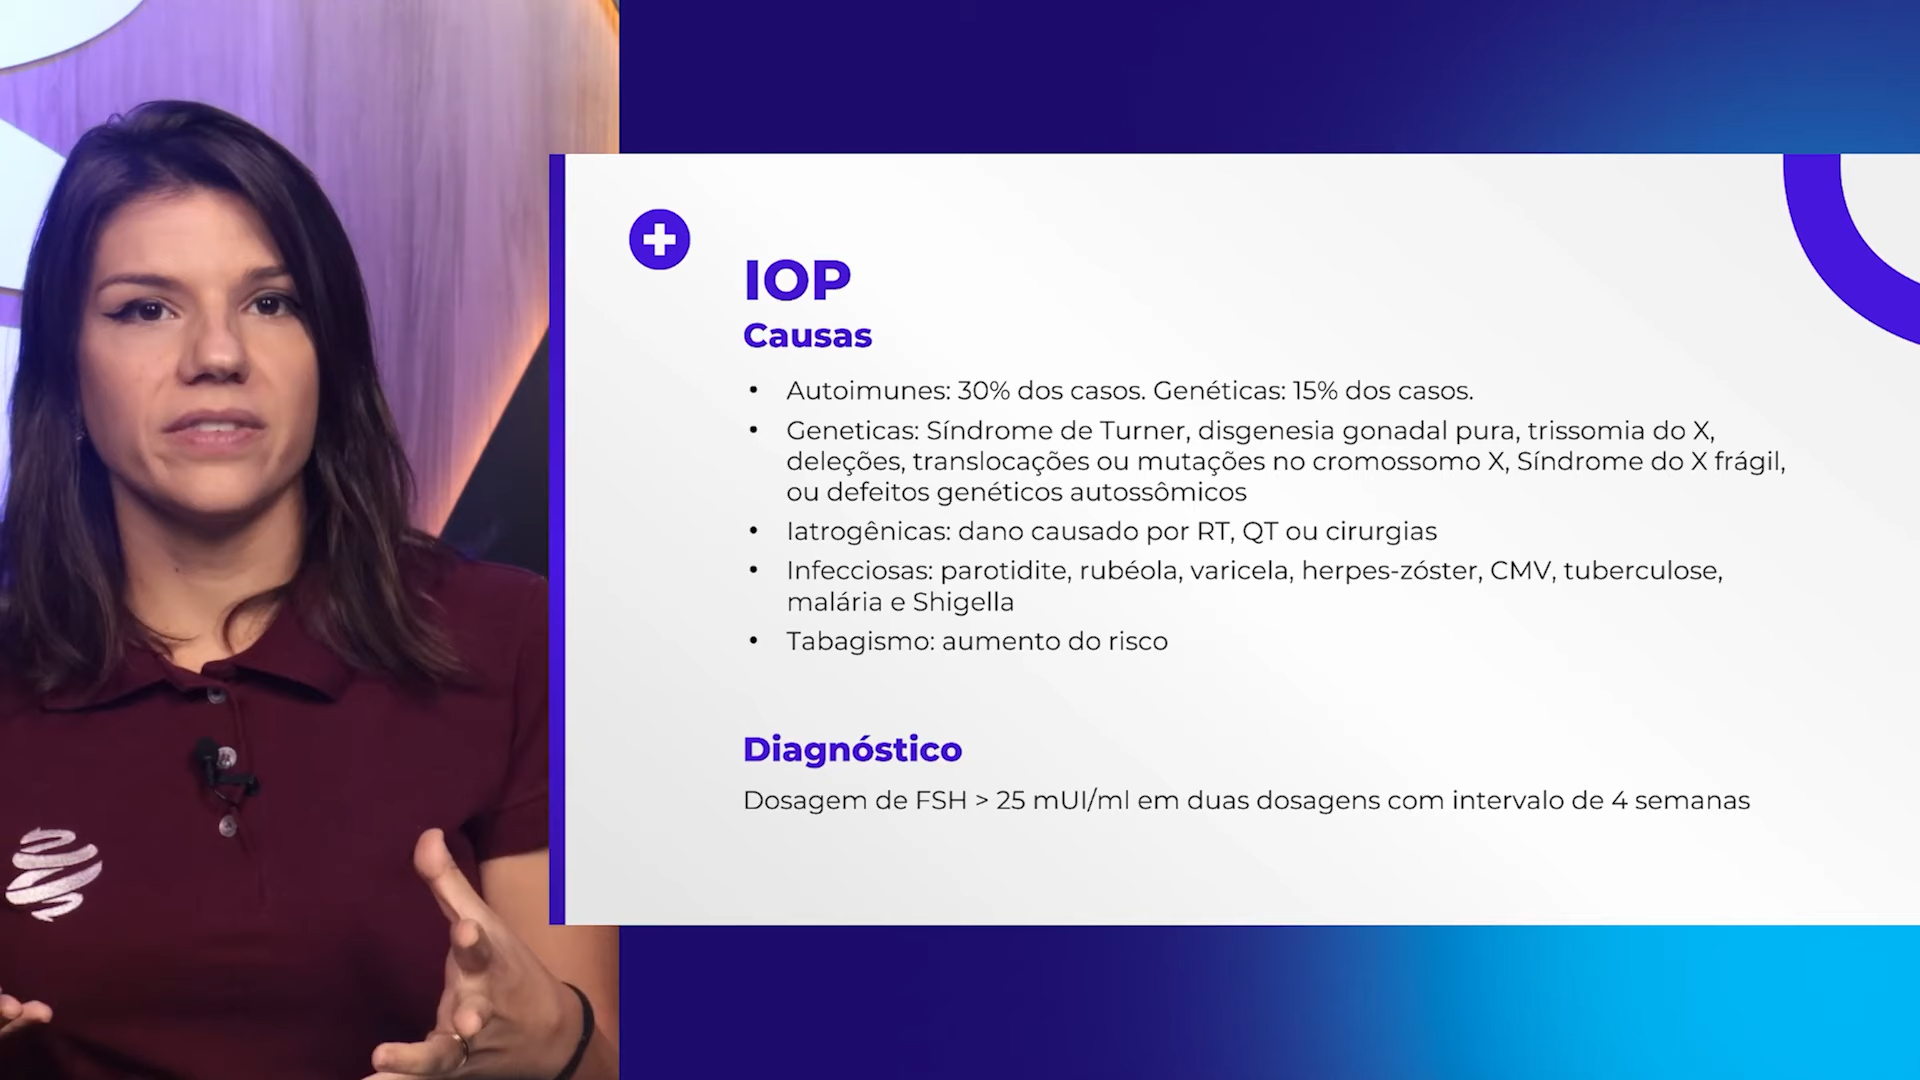 IOP
Causas
• Autoimunes: 30% dos casos. Genéticas: 15% dos casos.
• Geneticas: Síndrome de Turner, disgenesia gonadal pura, trissomia do X,
deleções, translocações ou mutações no cromossomo X, Síndrome do X frágil,
ou defeitos genéticos autossômicos
• Iatrogênicas: dano causado por RT, QT ou cirurgias
• Infecciosas: parotidite, rubéola, varicela, herpes-zóster, CMV, tuberculose,
malária e Shigella
• Tabagismo: aumento do risco
Diagnóstico
Dosagem de FSH > 25 mUI/ml em duas dosagens com intervalo de 4 semanas